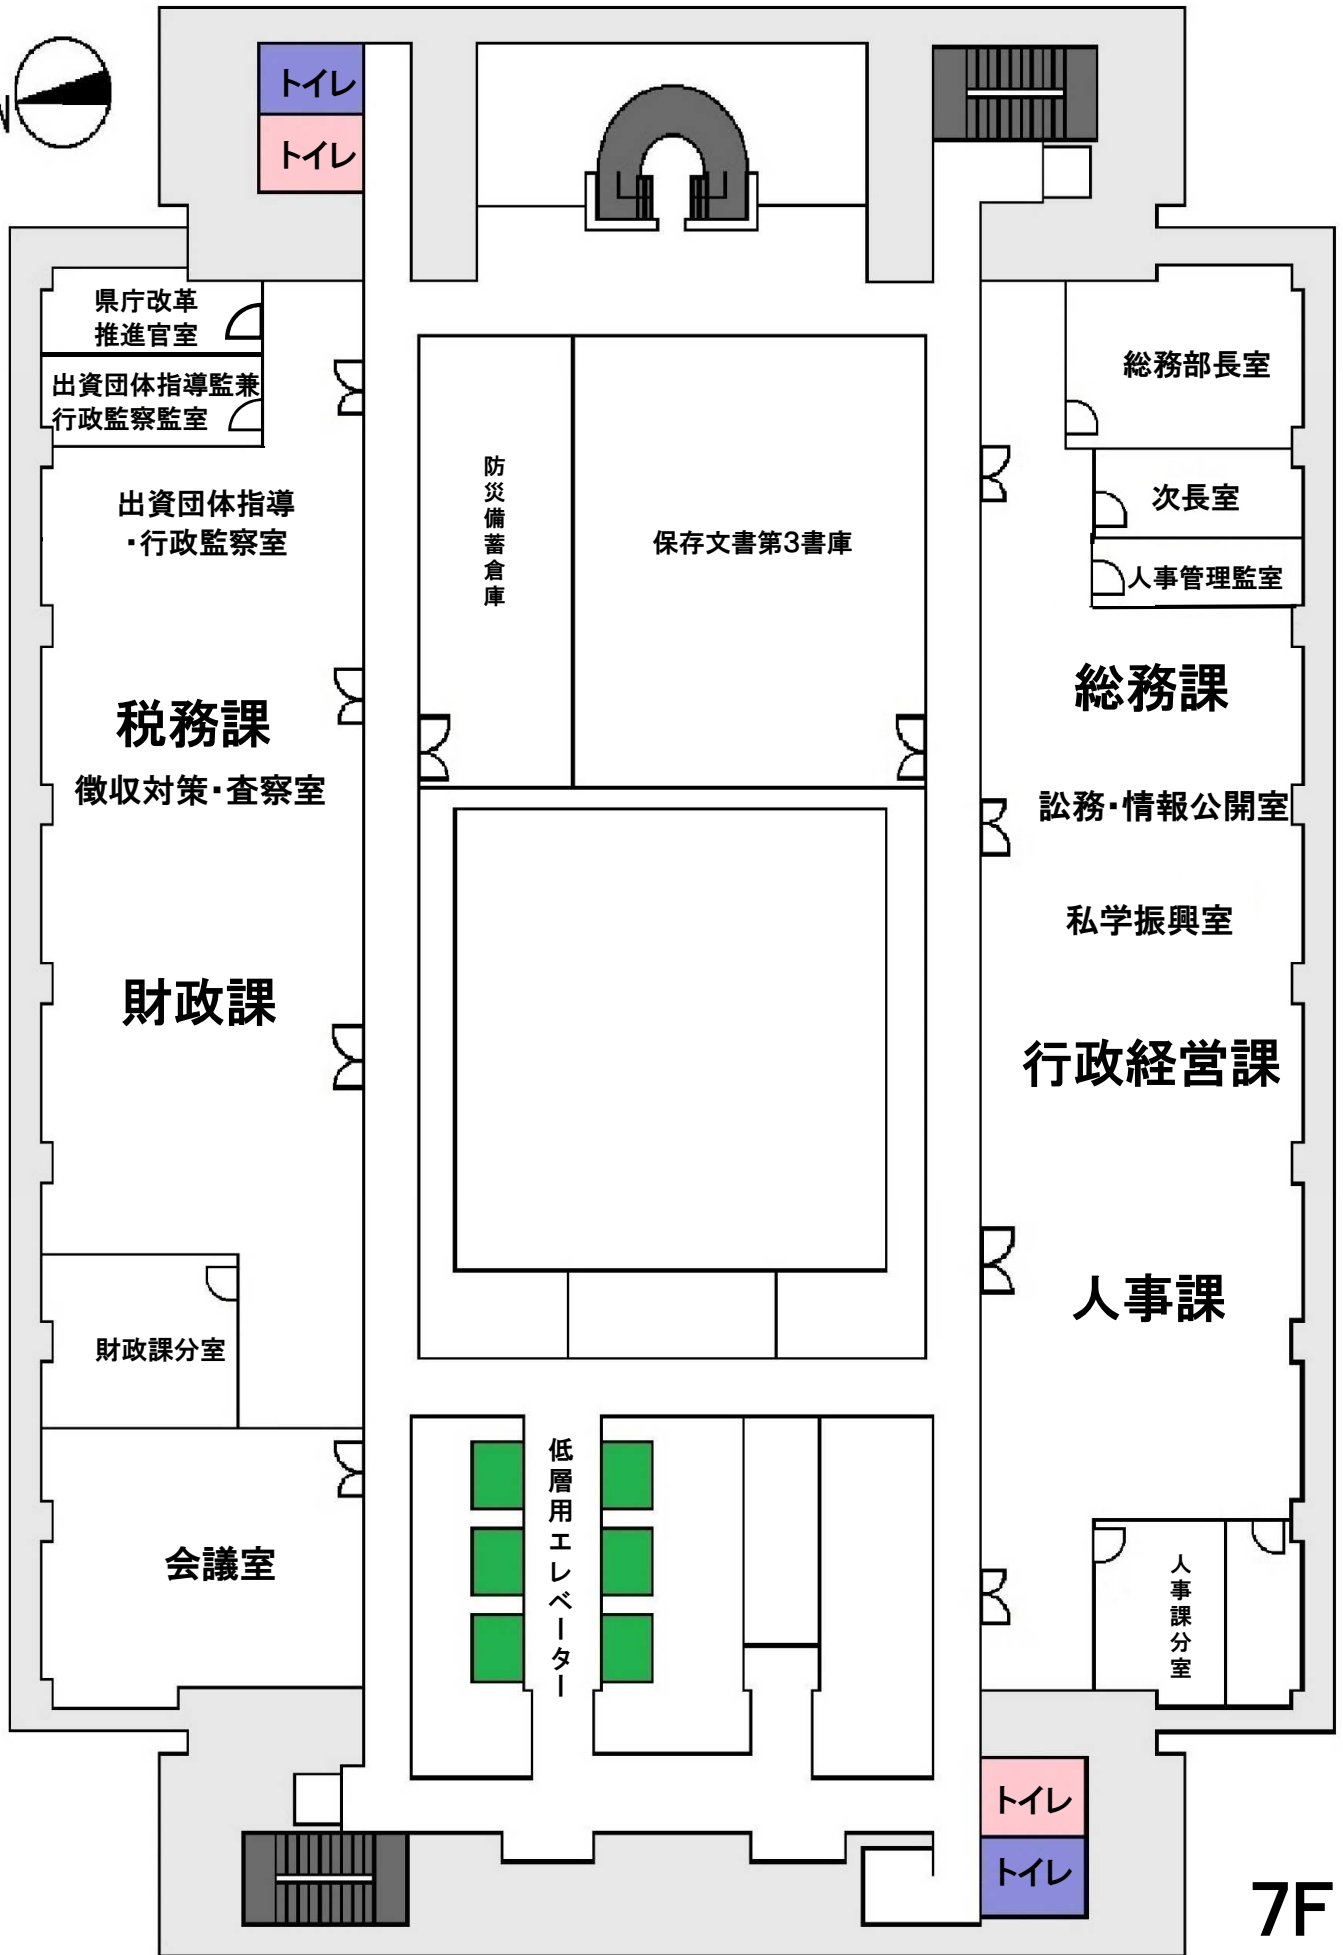 トイレ
トイレ
N
県庁改革
推進官室
出資団体指導監兼
行政監察監室
出資団体指導
・行政監察室
税務課
徴収対策・査察室
財政課
財政課分室
会議室
防災備蓄倉庫
保存文書第3書庫
低層用エレベーター
総務部長室
次長室
人事管理監室
総務課
訟務・情報公開室
私学振興室
行政経営課
人事課
人事課分室
トイレ
トイレ
7F